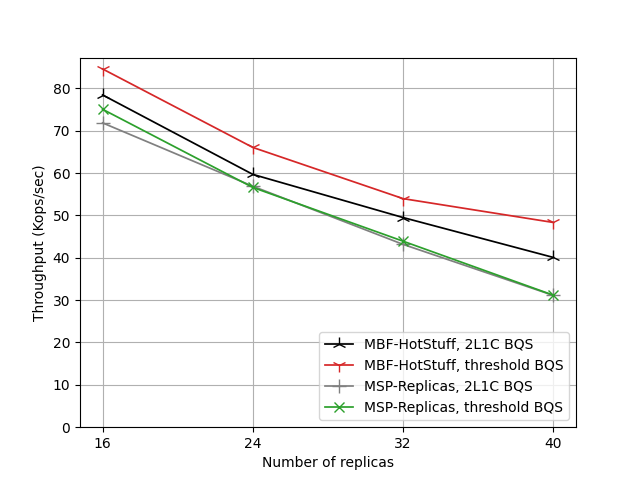 80
70
60
50
40
30
20
10
0
Throughput (Kops/sec)
MBF-HotStuff, 2L1C BQS
MBF-HotStuff, threshold BQS
MSP-Replicas, 2L1C BQS
MSP-Replicas, threshold BQS
16 24 32 40
Number of replicas